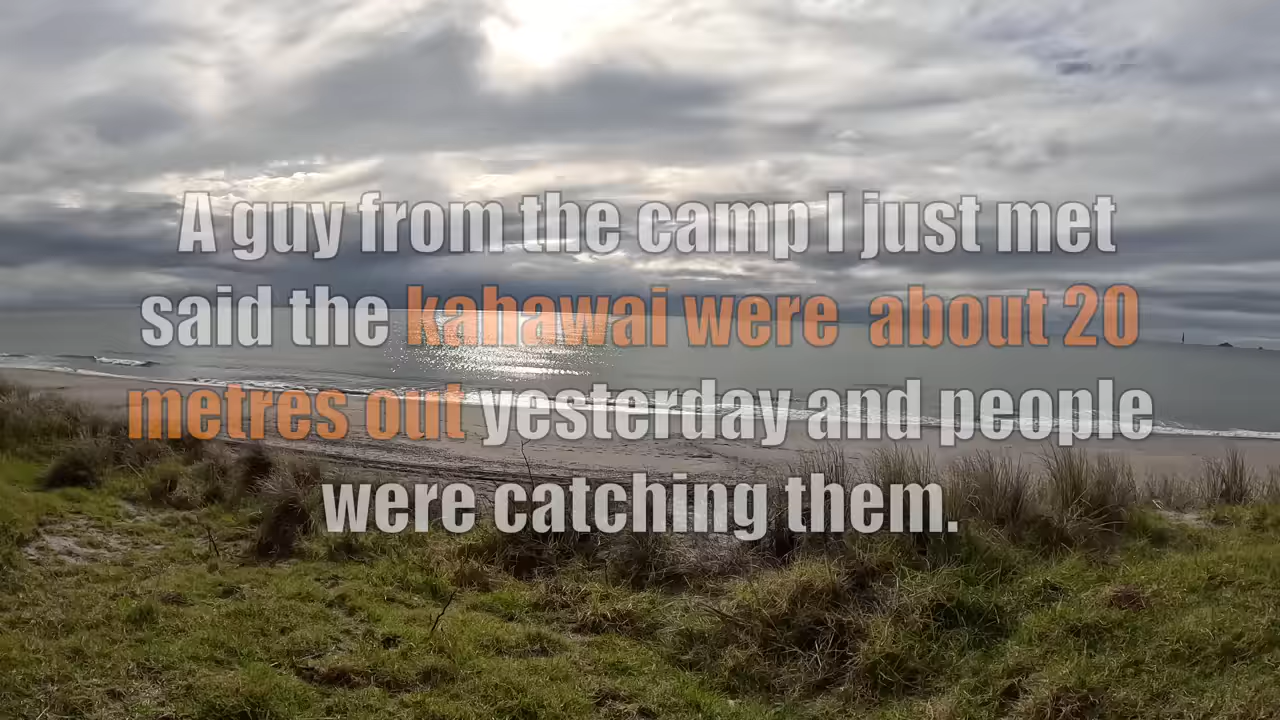 A guy from the camp I just met
said the kahawai were about 20
metres out yesterday and people
were catching them.